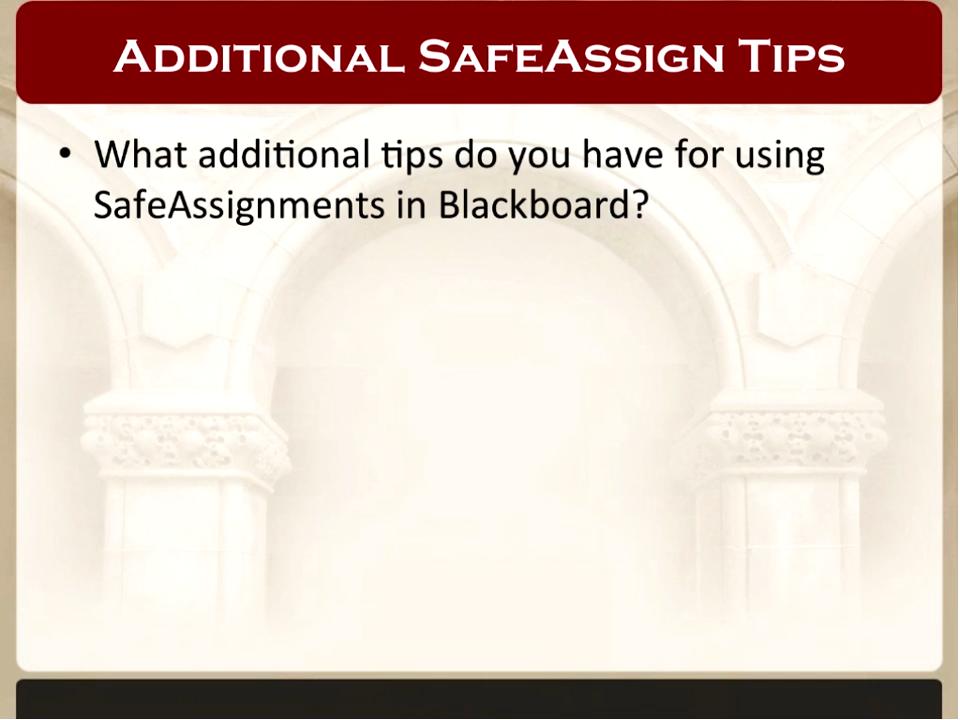 Additional SafeAssign Tips
• What additional tips do you have for using
SafeAssignments in Blackboard?